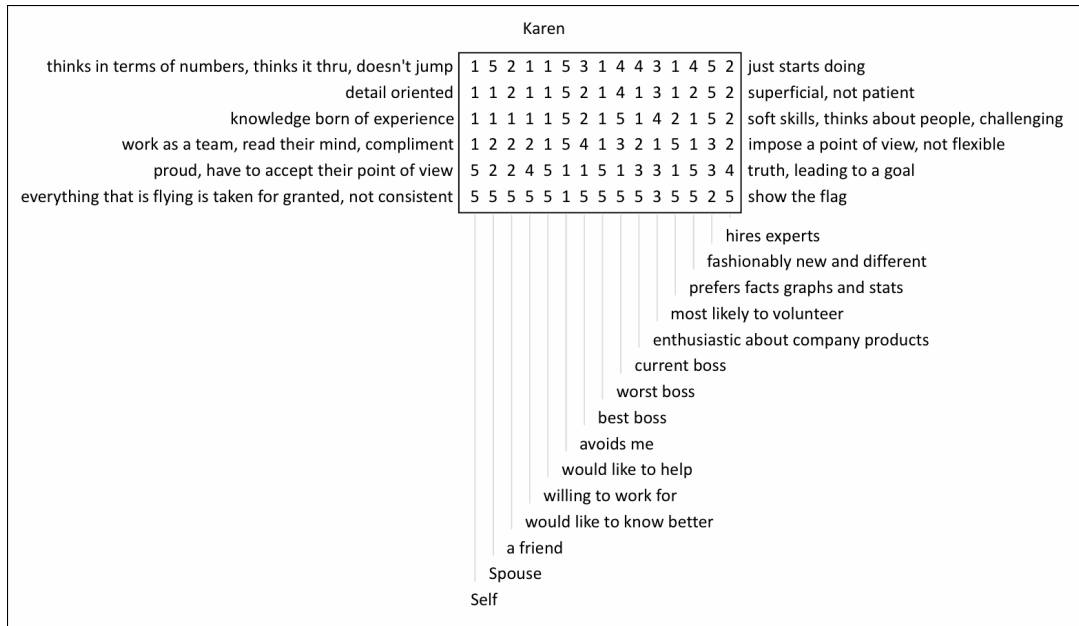 Karen
thinks in terms of numbers, thinks it thru, doesn't jump 1 5 2 1 1 5 3 1 4 4 3 1 4 5 2 just starts doing
detail oriented 1 1 2 1 1 5 2 1 4 1 3 1 2 5 2 superficial, not patient
knowledge born of experience 1 1 1 1 1 5 2 1 5 1 4 2 1 5 2 soft skills, thinks about people, challenging
work as a team, read their mind, compliment 1 2 2 2 1 5 4 1 3 2 1 5 1 3 2 impose a point of view, not flexible
proud, have to accept their point of view 5 2 2 4 5 1 1 5 1 3 3 1 5 3 4 truth, leading to a goal
everything that is flying is taken for granted, not consistent 5 5 5 5 5 1 5 5 5 5 3 5 5 2 5 show the flag
hires experts
fashionably new and different
prefers facts graphs and stats
most likely to volunteer
enthusiastic about company products
current boss
worst boss
best boss
avoids me
would like to help
willing to work for
would like to know better
a friend
Spouse
Self